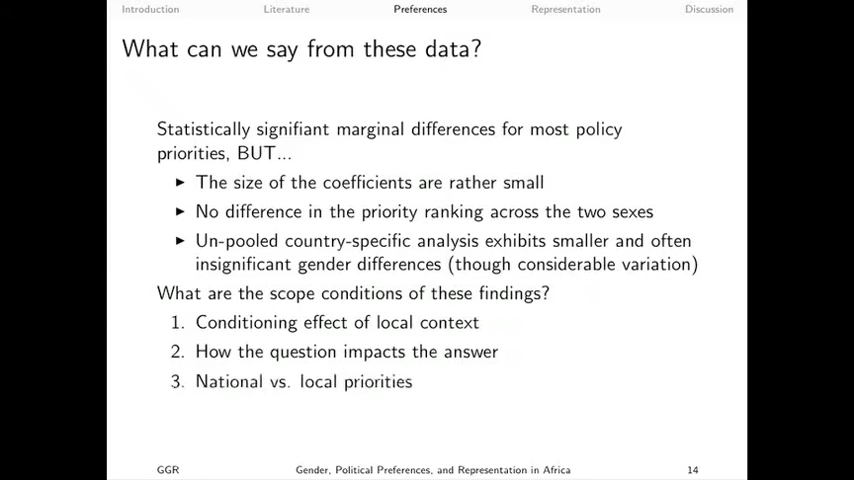 Introduction Literature Preferences Representation Discussion
What can we say from these data?
Statistically signifiant marginal differences for most policy
priorities, BUT...
▶ The size of the coefficients are rather small
▶ No difference in the priority ranking across the two sexes
▶ Un-pooled country-specific analysis exhibits smaller and often
insignificant gender differences (though considerable variation)
What are the scope conditions of these findings?
1. Conditioning effect of local context
2. How the question impacts the answer
3. National vs. local priorities
GGR Gender, Political Preferences, and Representation in Africa 14